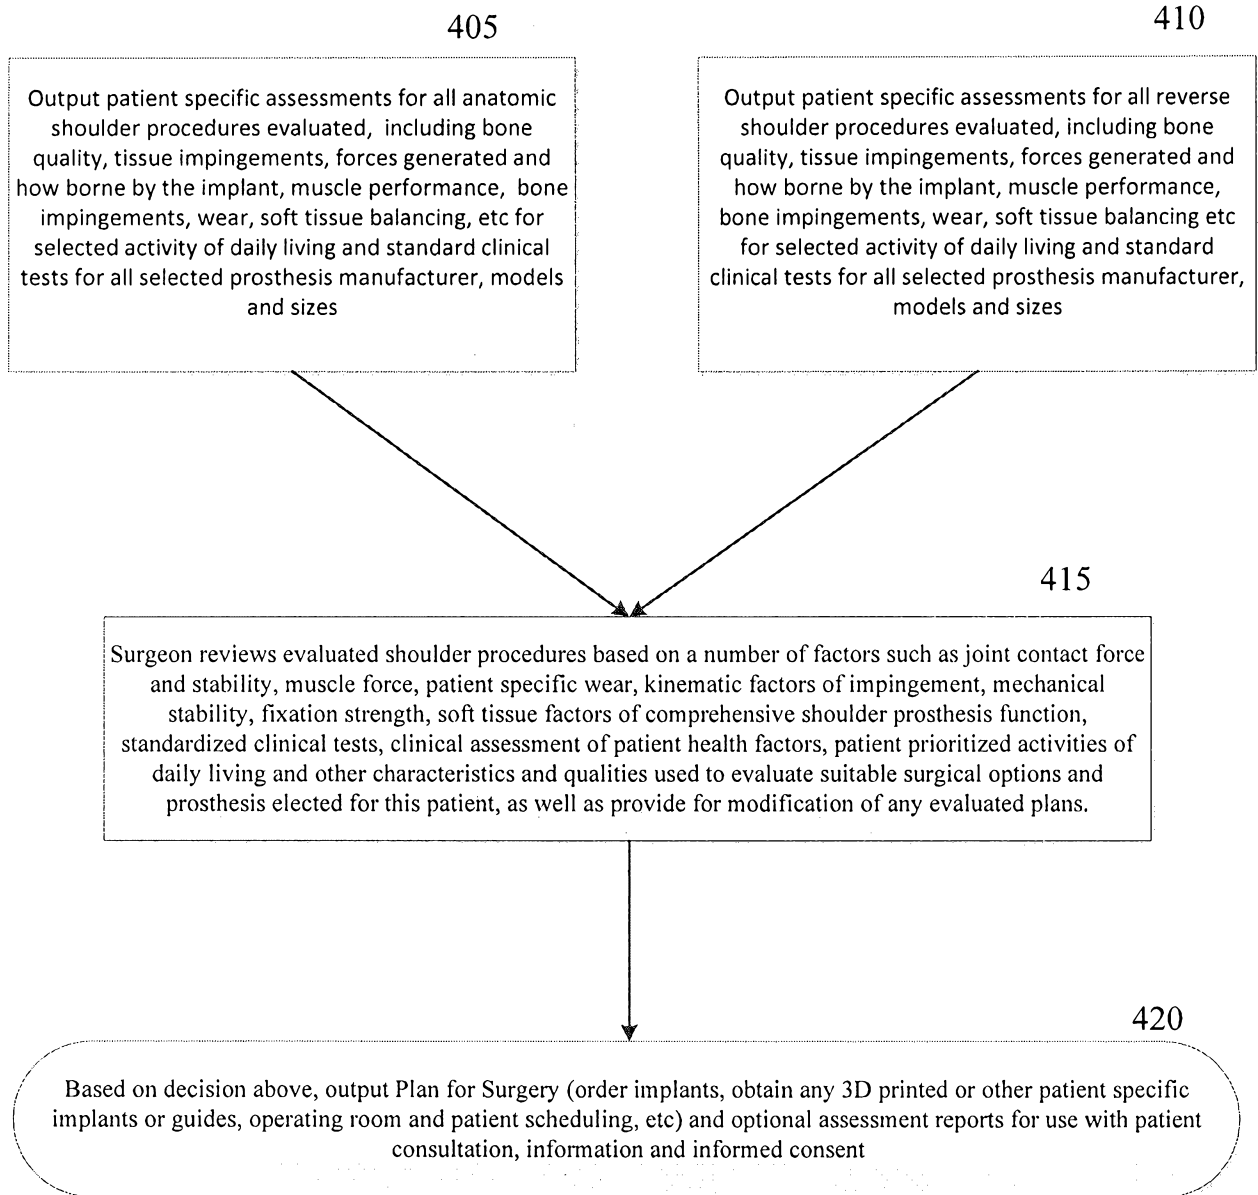 405
Output patient specific assessments for all anatomic
shoulder procedures evaluated, including bone
quality, tissue impingements, forces generated and
how borne by the implant, muscle performance, bone
impingements, wear, soft tissue balancing, etc for
selected activity of daily living and standard clinical
tests for all selected prosthesis manufacturer, models
and sizes
410
Output patient specific assessments for all reverse
shoulder procedures evaluated, including bone
quality, tissue impingements, forces generated and
how borne by the implant, muscle performance,
bone impingements, wear, soft tissue balancing etc
for selected activity of daily living and standard
clinical tests for all selected prosthesis manufacturer,
models and sizes
415
Surgeon reviews evaluated shoulder procedures based on a number of factors such as joint contact force
and stability, muscle force, patient specific wear, kinematic factors of impingement, mechanical
stability, fixation strength, soft tissue factors of comprehensive shoulder prosthesis function,
standardized clinical tests, clinical assessment of patient health factors, patient prioritized activities of
daily living and other characteristics and qualities used to evaluate suitable surgical options and
prosthesis elected for this patient, as well as provide for modification of any evaluated plans.
420
Based on decision above, output Plan for Surgery (order implants, obtain any 3D printed or other patient specific
implants or guides, operating room and patient scheduling, etc) and optional assessment reports for use with patient
consultation, information and informed consent